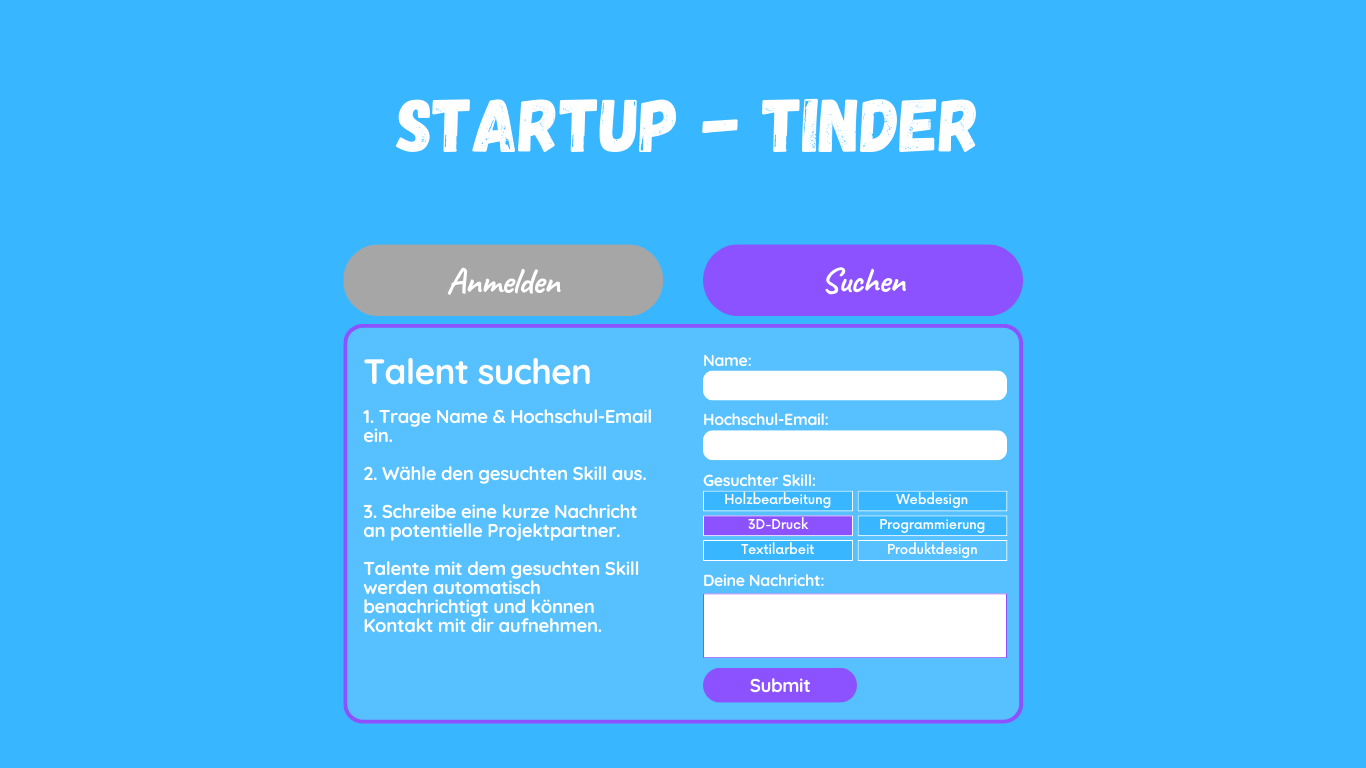 STARTUP - TINDER
Anmelden
Suchen
Talent suchen
1. Trage Name & Hochschul-Email
ein.
2. Wähle den gesuchten Skill aus.
3. Schreibe eine kurze Nachricht
an potentielle Projektpartner.
Talente mit dem gesuchten Skill
werden automatisch
benachrichtigt und können
Kontakt mit dir aufnehmen.
Name:
Hochschul-Email:
Gesuchter Skill:
Holzbearbeitung
Webdesign
3D-Druck
Programmierung
Textilarbeit
Produktdesign
Deine Nachricht:
Submit